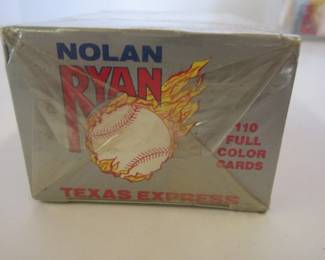 NOLAN
RYAN
110
FULL
COLOR
CARDS
TEXAS EXPRESS